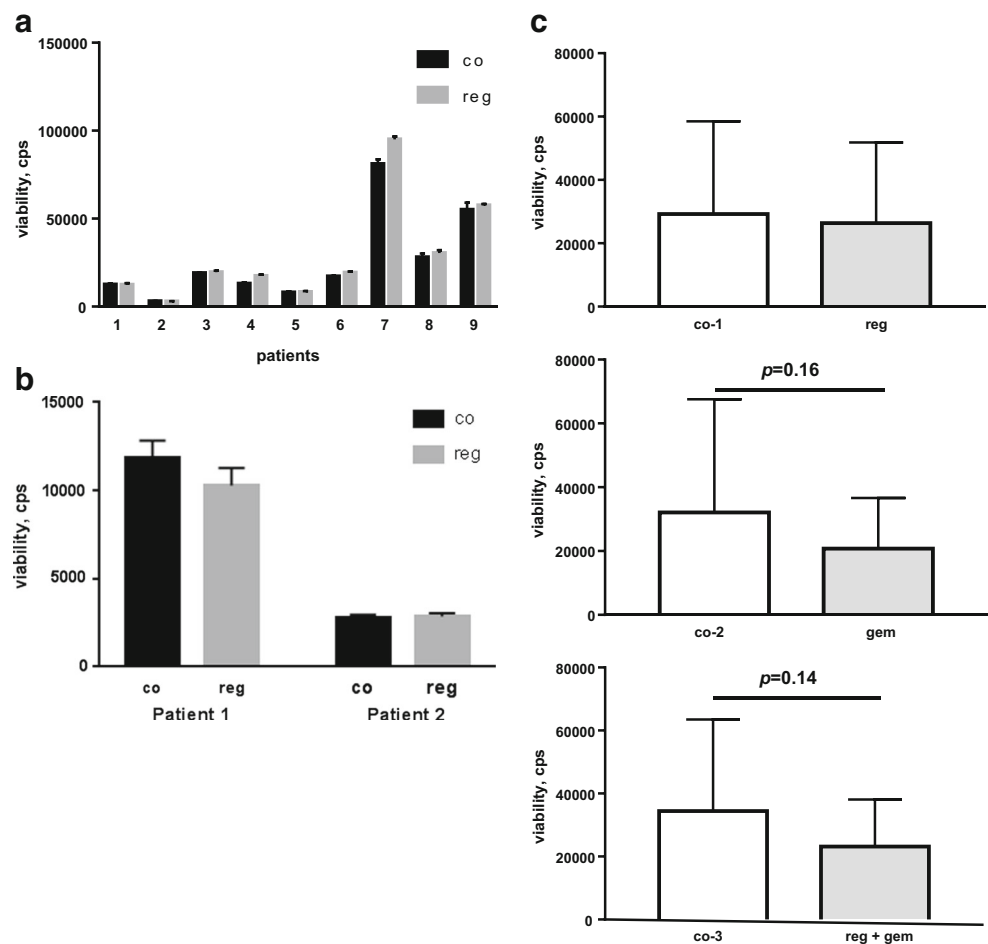 a
150000
100000
50000
0
viability, cps
co
reg
1 2 3 4 5 6 7 8 9
patients
b
15000
10000
5000
0
viability, cps
co
reg
co reg co reg
Patient 1 Patient 2
c
80000
60000
40000
20000
0
viability, cps
co-1 reg
80000
60000
40000
20000
0
viability, cps
p=0.16
co-2 gem
80000
60000
40000
20000
0
viability, cps
p=0.14
co-3 reg + gem